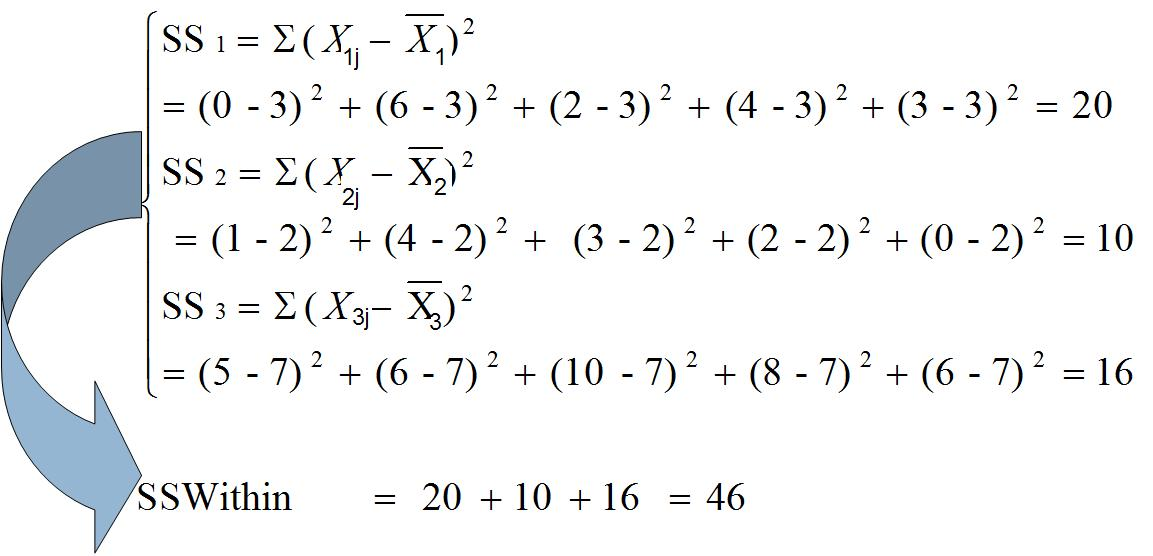 SS 1 = Σ ( X1j − X̅1)²
= (0 - 3) ² + (6 - 3) ² + (2 - 3) ² + (4 - 3) ² + (3 - 3) ² = 20
SS 2 = Σ ( X2j − X̅2)²
= (1 - 2) ² + (4 - 2) ² + (3 - 2) ² + (2 - 2) ² + (0 - 2) ² = 10
SS 3 = Σ ( X3j − X̅3)²
= (5 - 7) ² + (6 - 7) ² + (10 - 7) ² + (8 - 7) ² + (6 - 7) ² = 16
SSWithin = 20 + 10 + 16 = 46